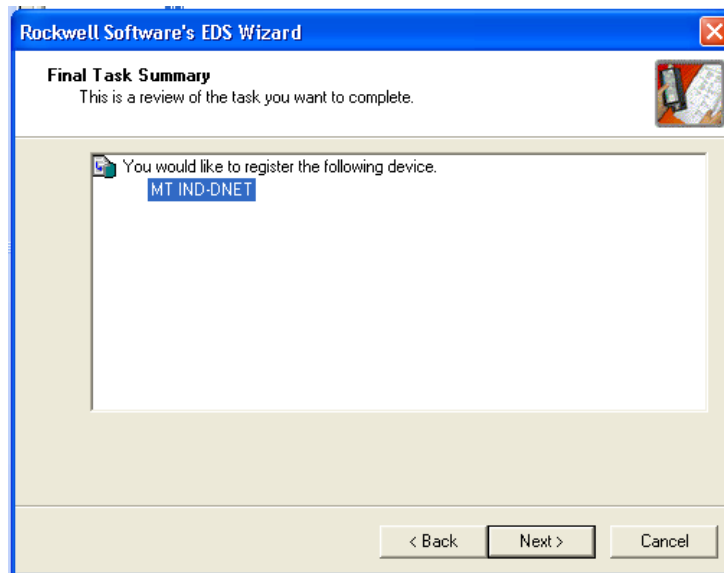 Rockwell Software's EDS Wizard
Final Task Summary
This is a review of the task you want to complete.
You would like to register the following device.
MT IND-DNET
< Back
Next >
Cancel